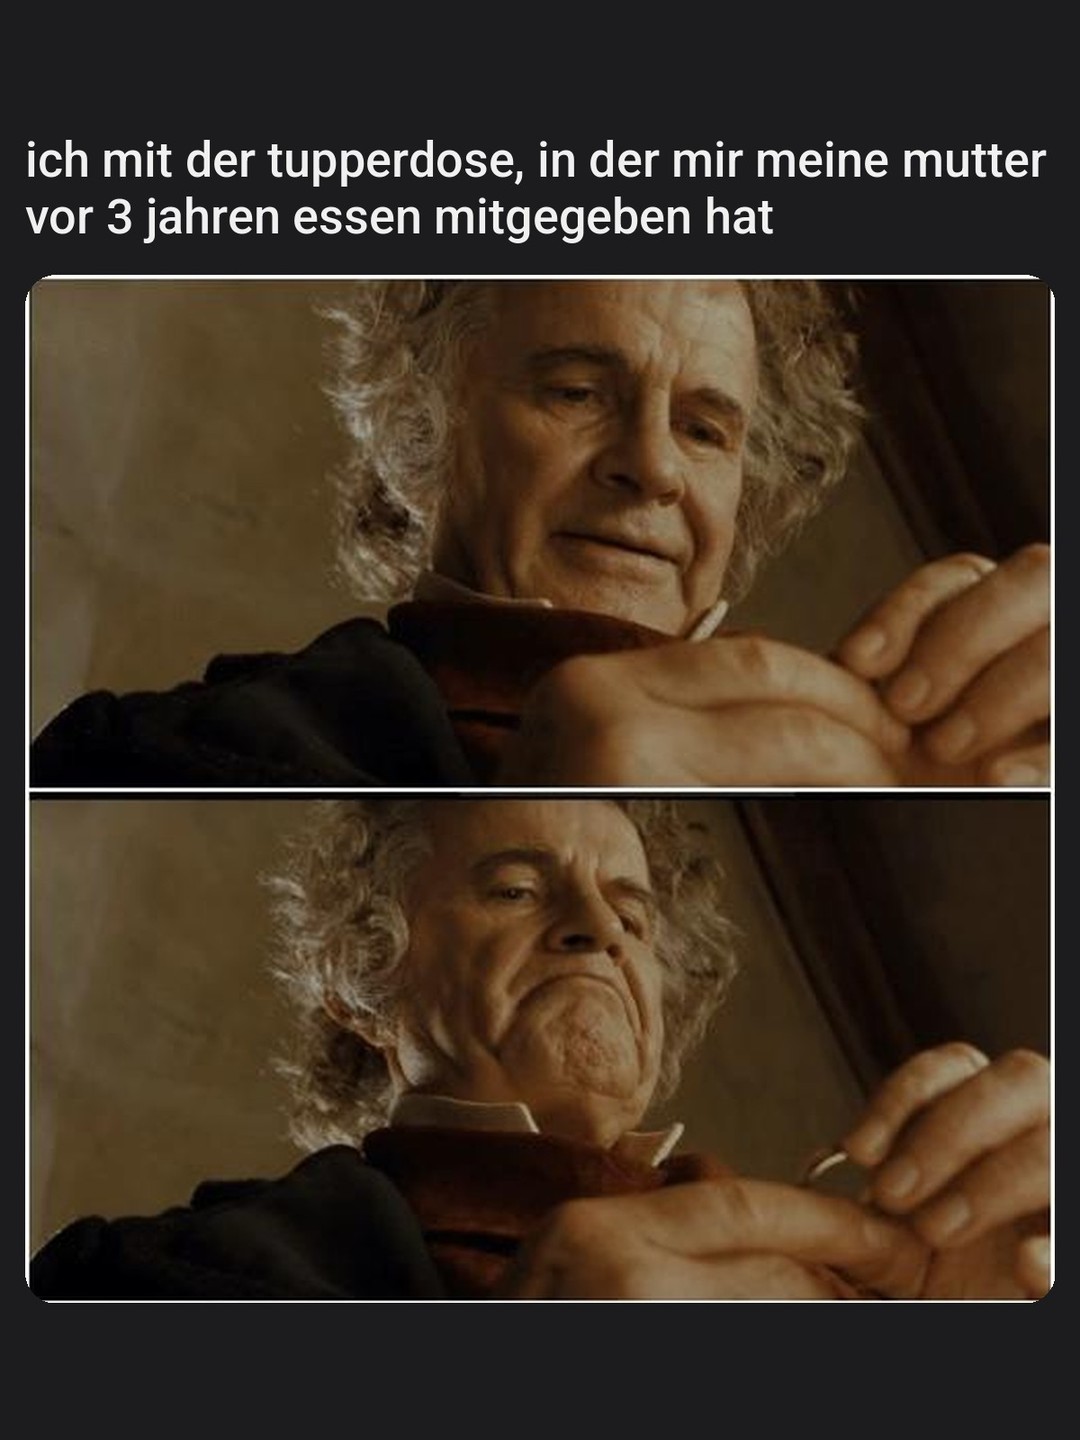 ich mit der tupperdose, in der mir meine mutter
vor 3 jahren essen mitgegeben hat